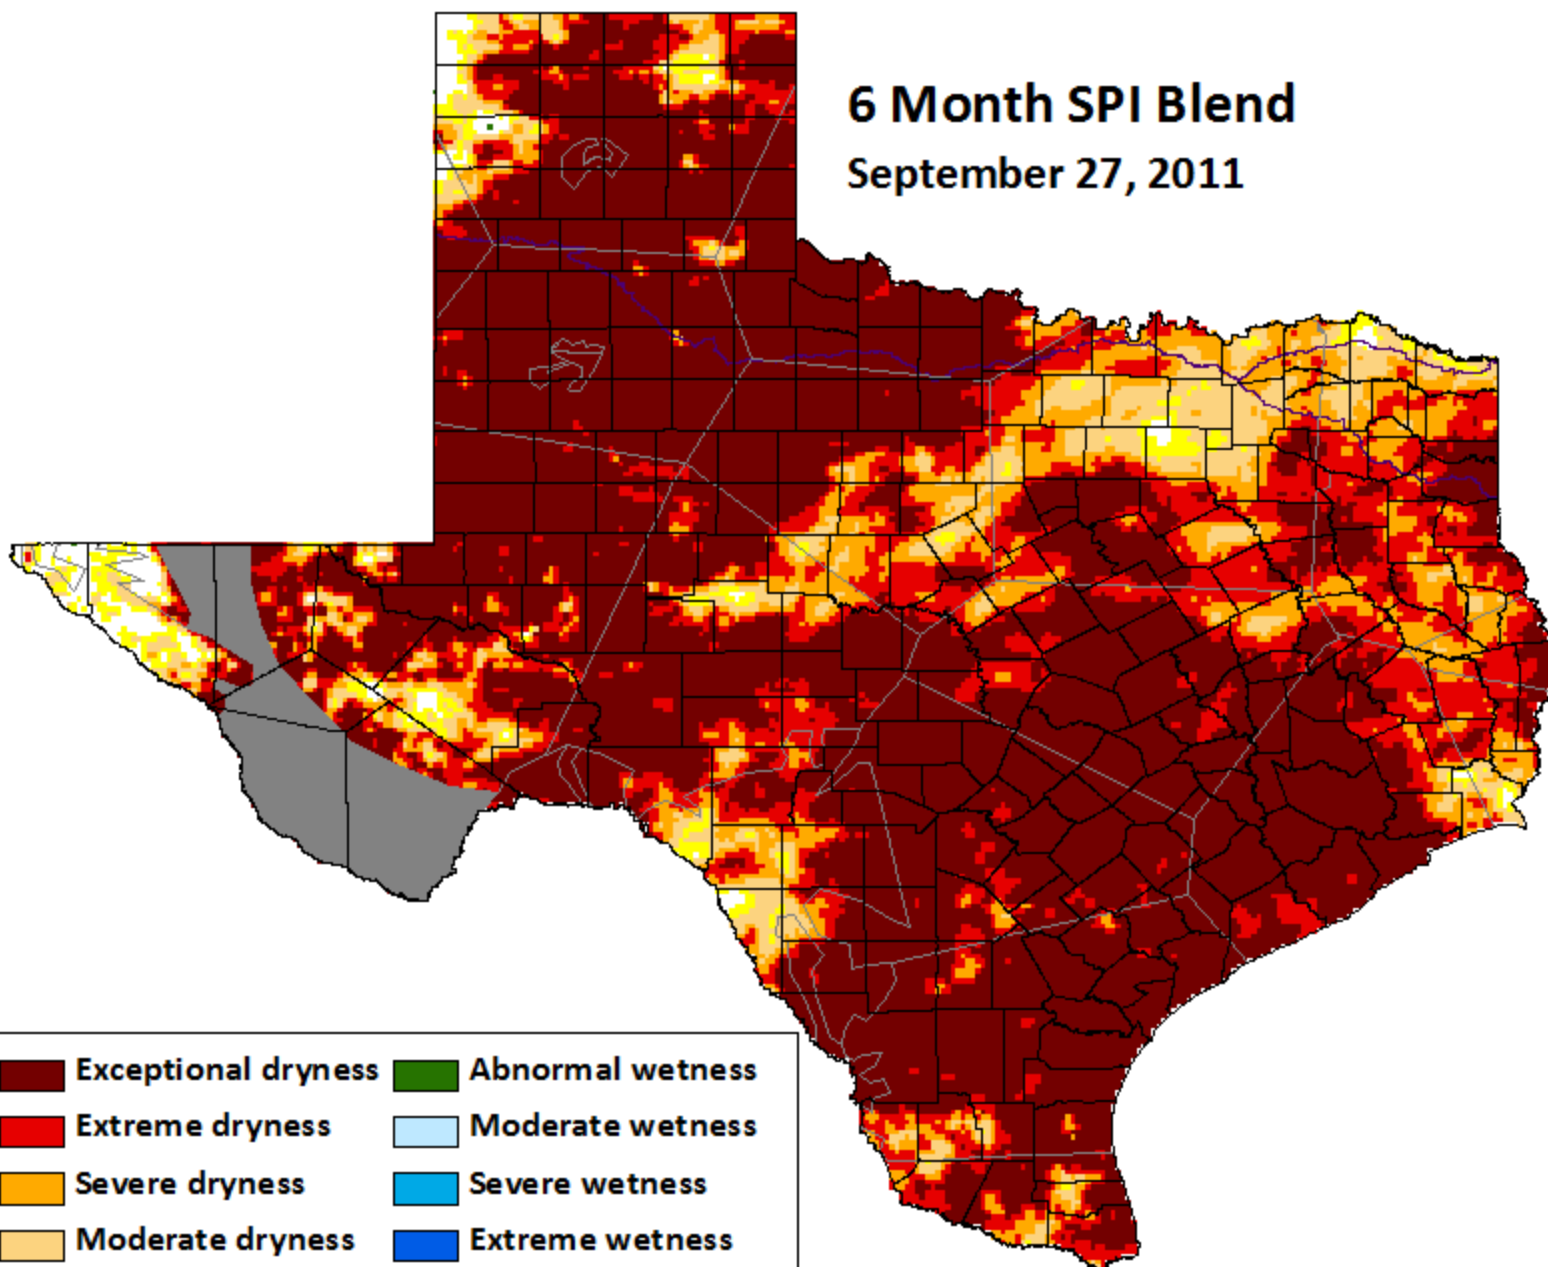 6 Month SPI Blend
September 27, 2011
Exceptional dryness
Abnormal wetness
Extreme dryness
Moderate wetness
Severe dryness
Severe wetness
Moderate dryness
Extreme wetness